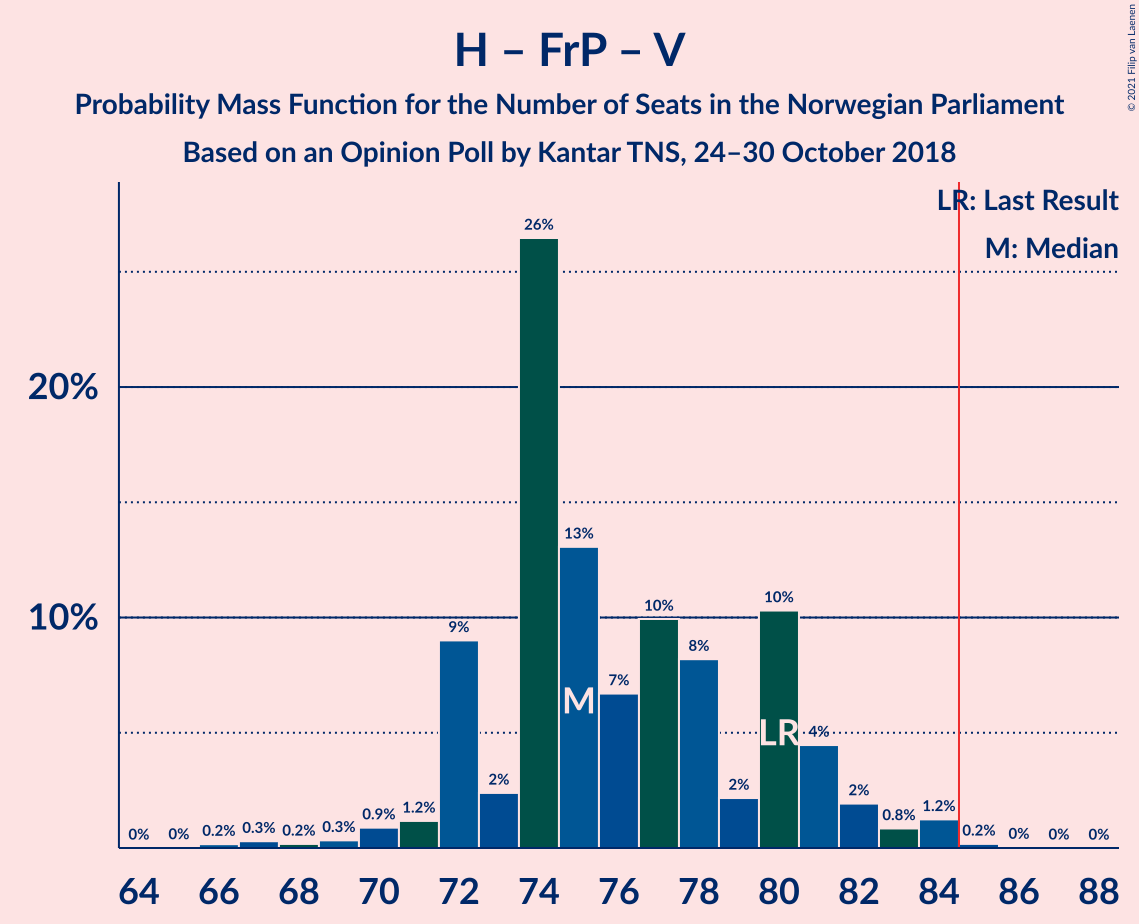 H – FrP – V
Probability Mass Function for the Number of Seats in the Norwegian Parliament
Based on an Opinion Poll by Kantar TNS, 24–30 October 2018
© 2021 Filip van Laenen
LR: Last Result
M: Median
20%
10%
0% 0% 0.2% 0.3% 0.2% 0.3% 0.9% 1.2% 9% 2% 26% 13% 7% 10% 8% 2% 10% 4% 2% 0.8% 1.2% 0.2% 0% 0% 0%
M
LR
64 66 68 70 72 74 76 78 80 82 84 86 88